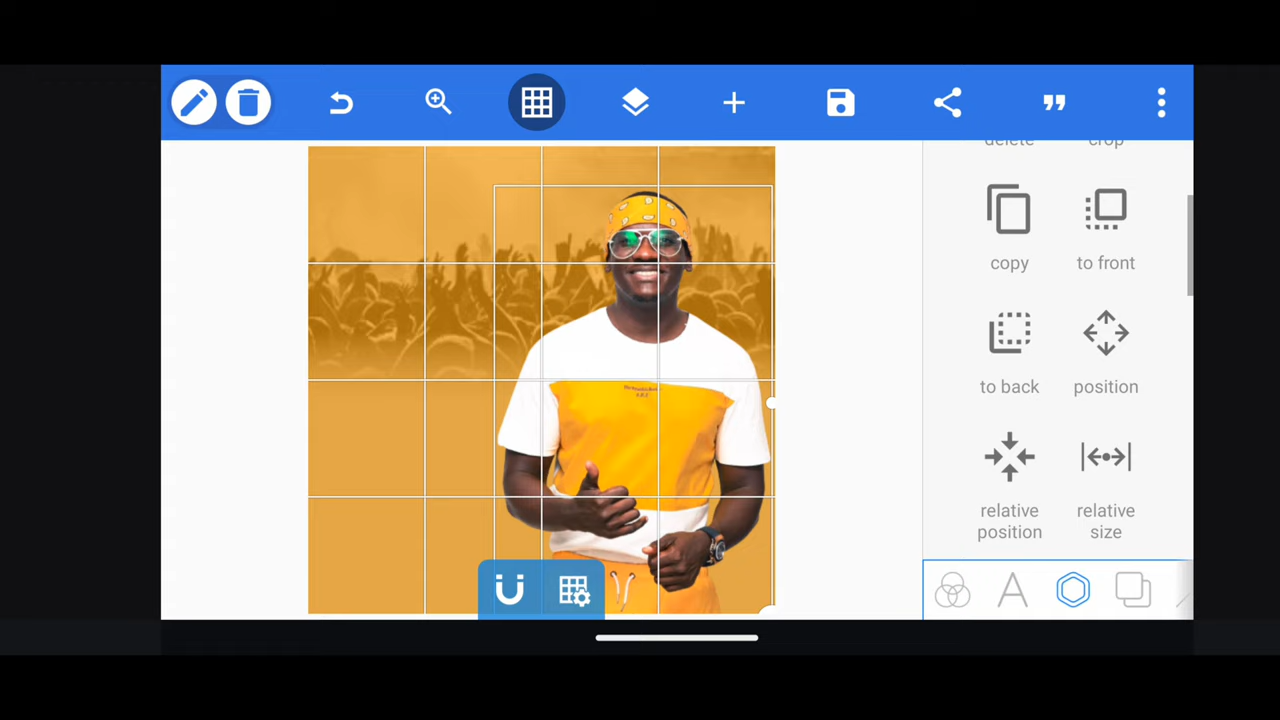 delete crop
copy to front
to back position
relative position relative size